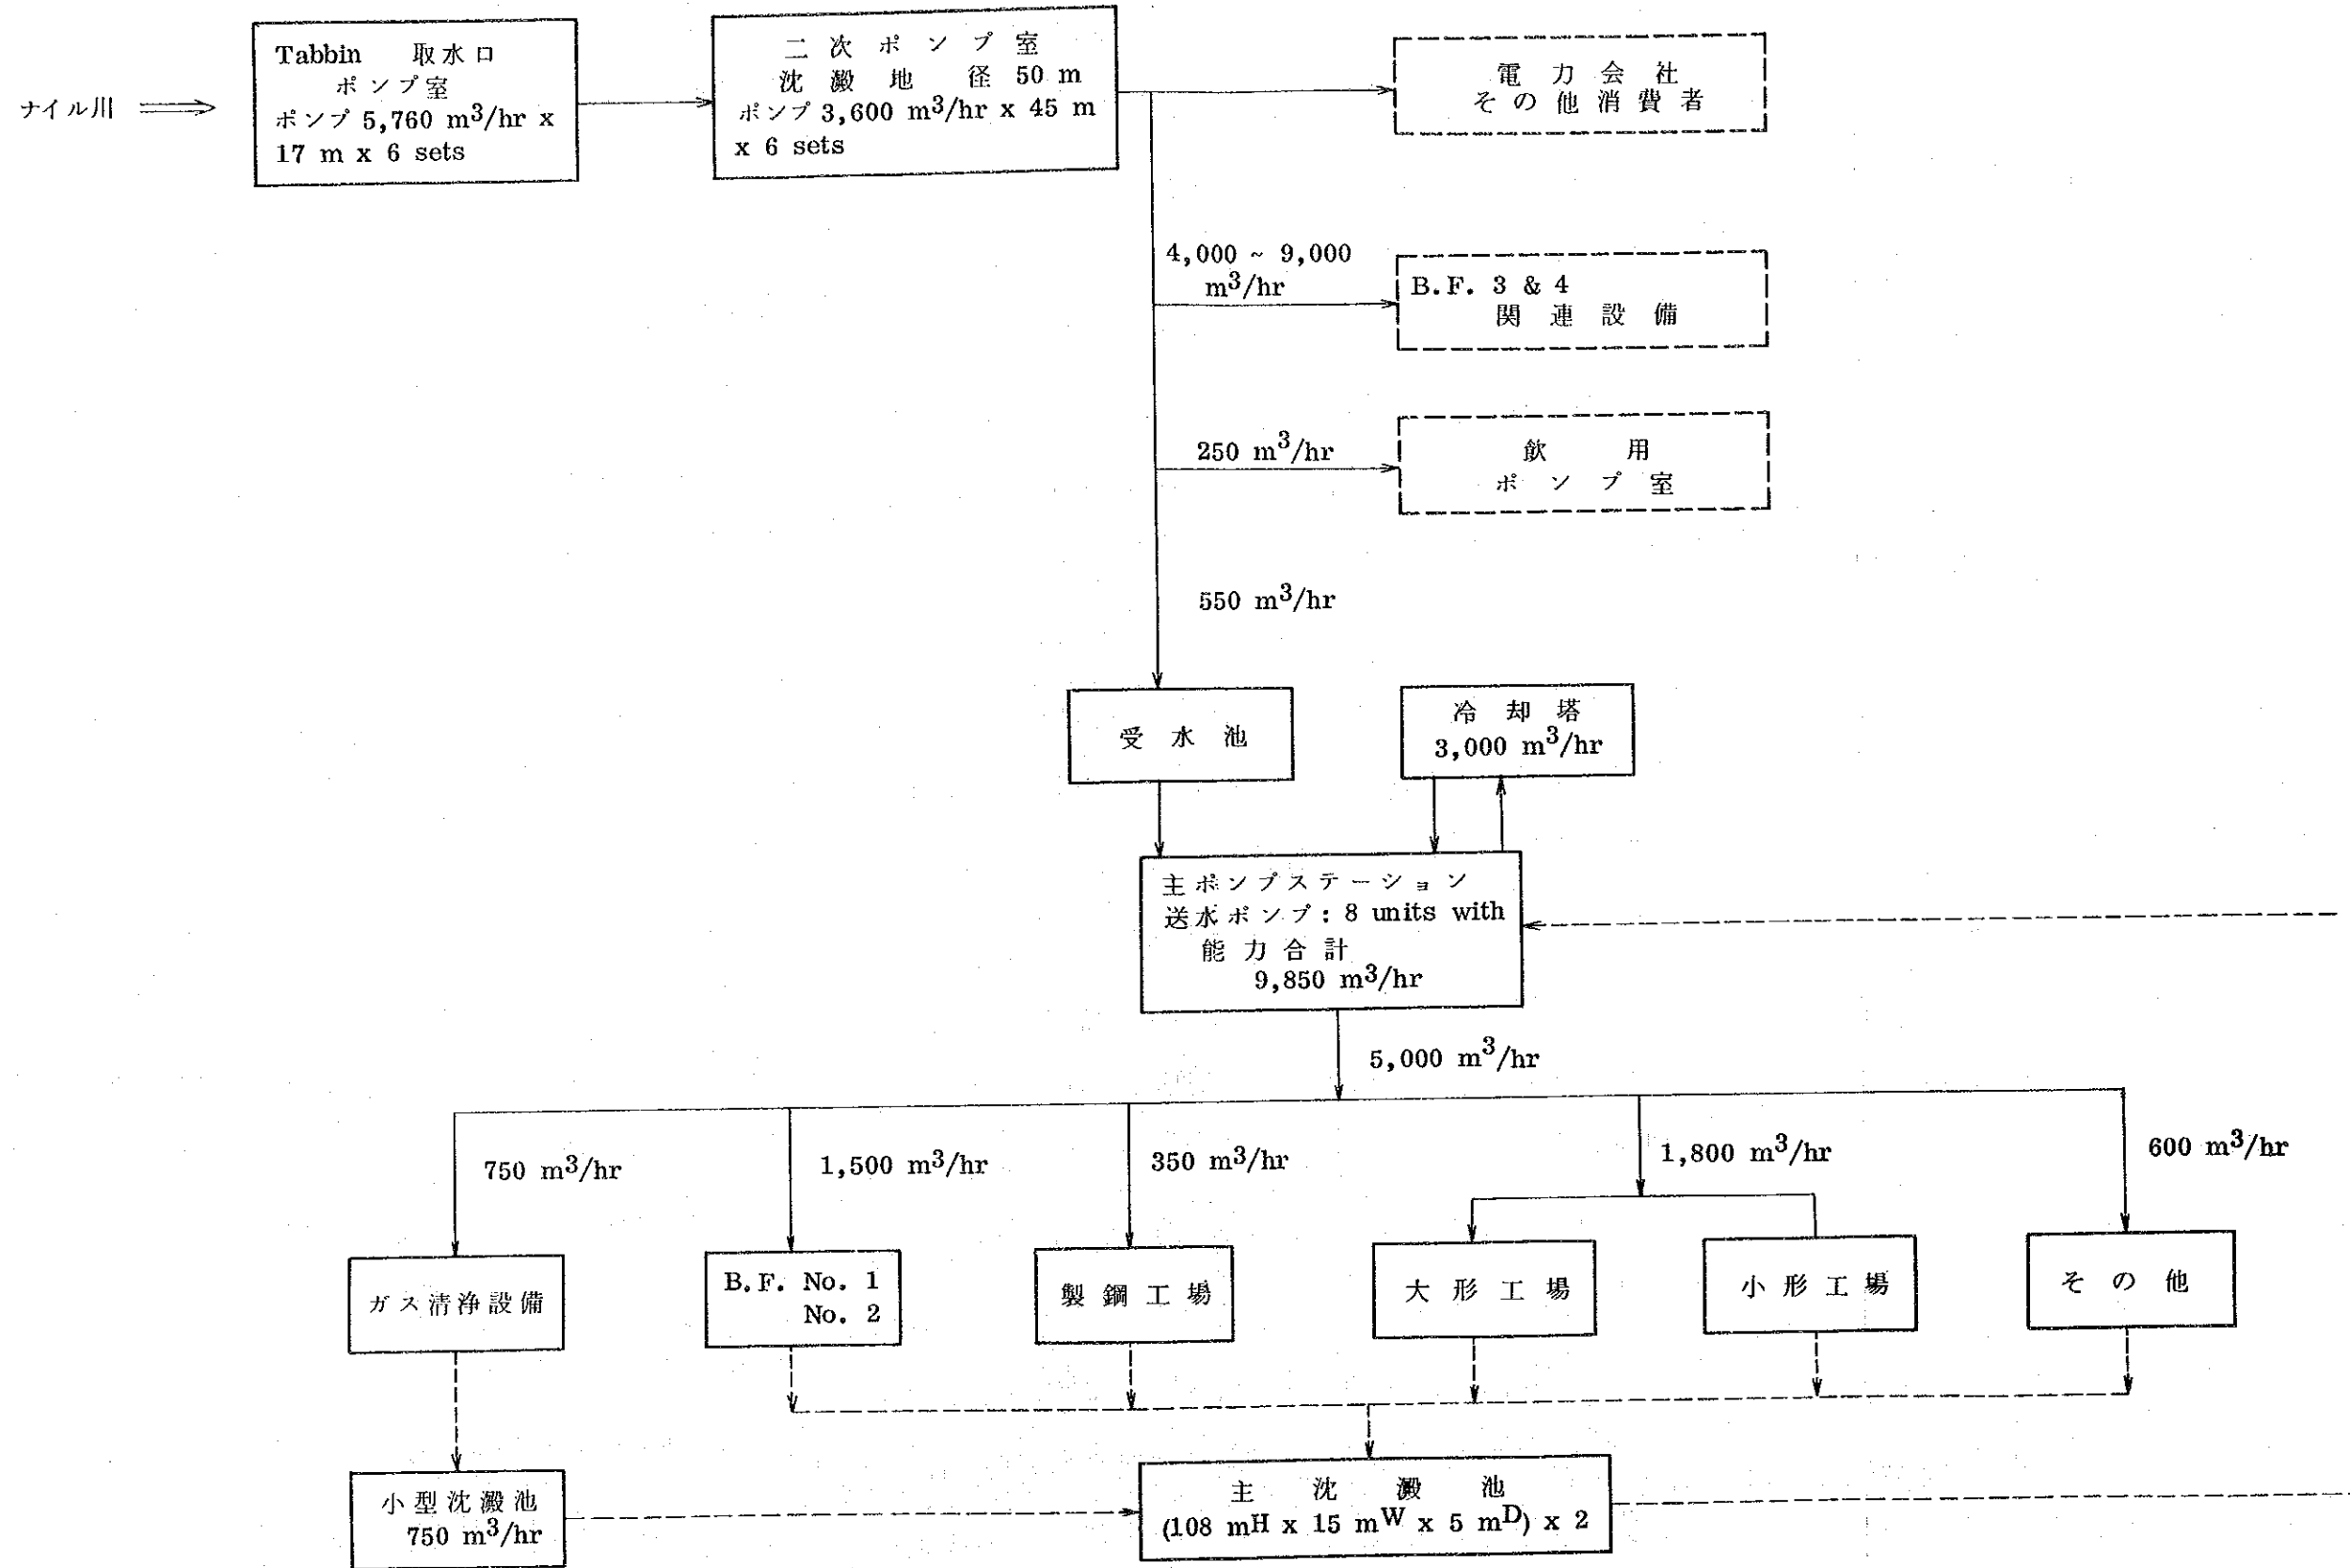 ナイル川
Tabbin 取水口
ポンプ室
ポンプ 5,760 m³/hr x
17 m x 6 sets
二次ポンプ室
沈澱地 径 50 m
ポンプ 3,600 m³/hr x 45 m
x 6 sets
電力会社
その他消費者
4,000 ~ 9,000
m³/hr
B.F. 3 & 4
関連設備
250 m³/hr
飲用
ポンプ室
550 m³/hr
受水池
冷却塔
3,000 m³/hr
主ポンプステーション
送水ポンプ: 8 units with
能力合計
9,850 m³/hr
5,000 m³/hr
750 m³/hr
1,500 m³/hr
350 m³/hr
1,800 m³/hr
600 m³/hr
ガス清浄設備
B.F. No. 1
No. 2
製鋼工場
大形工場
小形工場
その他
小型沈澱池
750 m³/hr
主沈澱池
(108 mH x 15 mW x 5 mD) x 2